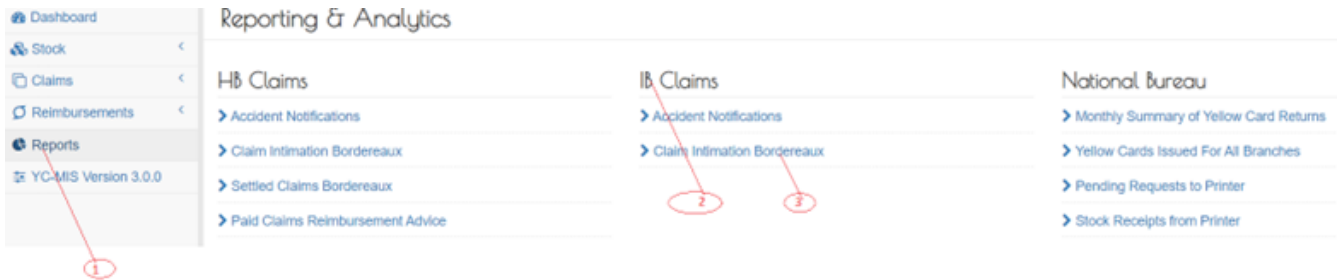 Dashboard
Stock
Claims
Reimbursements
Reports
YC-MIS Version 3.0.0
1
Reporting & Analytics
HB Claims
Accident Notifications
Claim Intimation Bordereaux
Settled Claims Bordereaux
Paid Claims Reimbursement Advice
IB Claims
Accident Notifications
Claim Intimation Bordereaux
2
3
National Bureau
Monthly Summary of Yellow Card Returns
Yellow Cards Issued For All Branches
Pending Requests to Printer
Stock Receipts from Printer